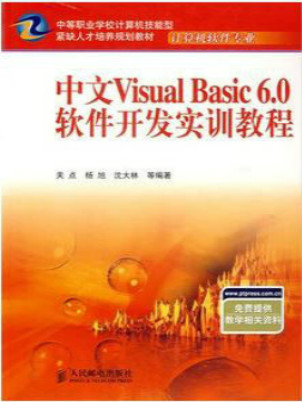 中等职业学校计算机技能型
紧缺人才培养规划教材 计算机软件专业
中文Visual Basic 6.0
软件开发实训教程
关点 杨旭 沈大林 等编著
www.ptpress.com.cn
免费提供
教学相关资料
人民邮电出版社